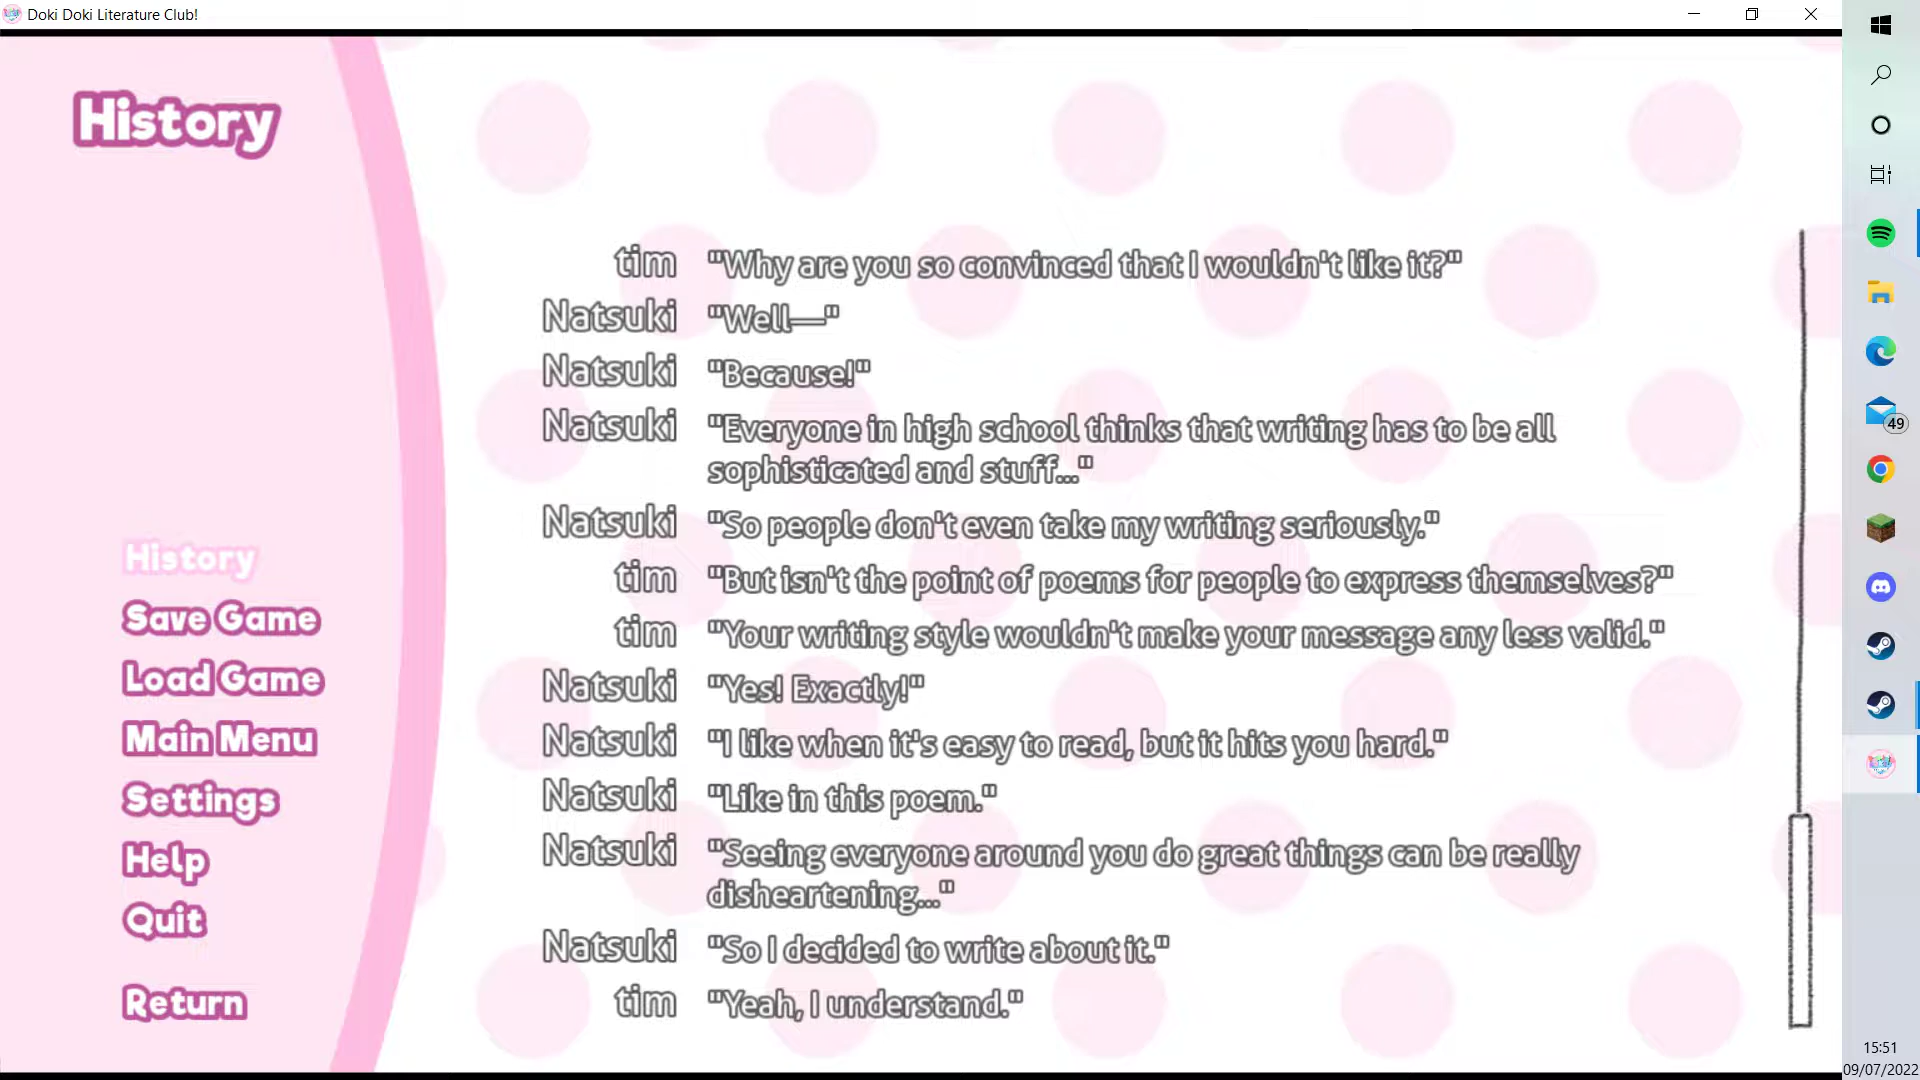 Doki Doki Literature Club!
History
tim "Why are you so convinced that I wouldn't like it?"
Natsuki "Well—"
Natsuki "Because!"
Natsuki "Everyone in high school thinks that writing has to be all
sophisticated and stuff..."
Natsuki "So people don't even take my writing seriously."
tim "But isn't the point of poems for people to express themselves?"
tim "Your writing style wouldn't make your message any less valid."
Natsuki "Yes! Exactly!"
Natsuki "I like when it's easy to read, but it hits you hard."
Natsuki "Like in this poem."
Natsuki "Seeing everyone around you do great things can be really
disheartening..."
Natsuki "So I decided to write about it."
tim "Yeah, I understand."
History
Save Game
Load Game
Main Menu
Settings
Help
Quit
Return
49
15:51
09/07/2022